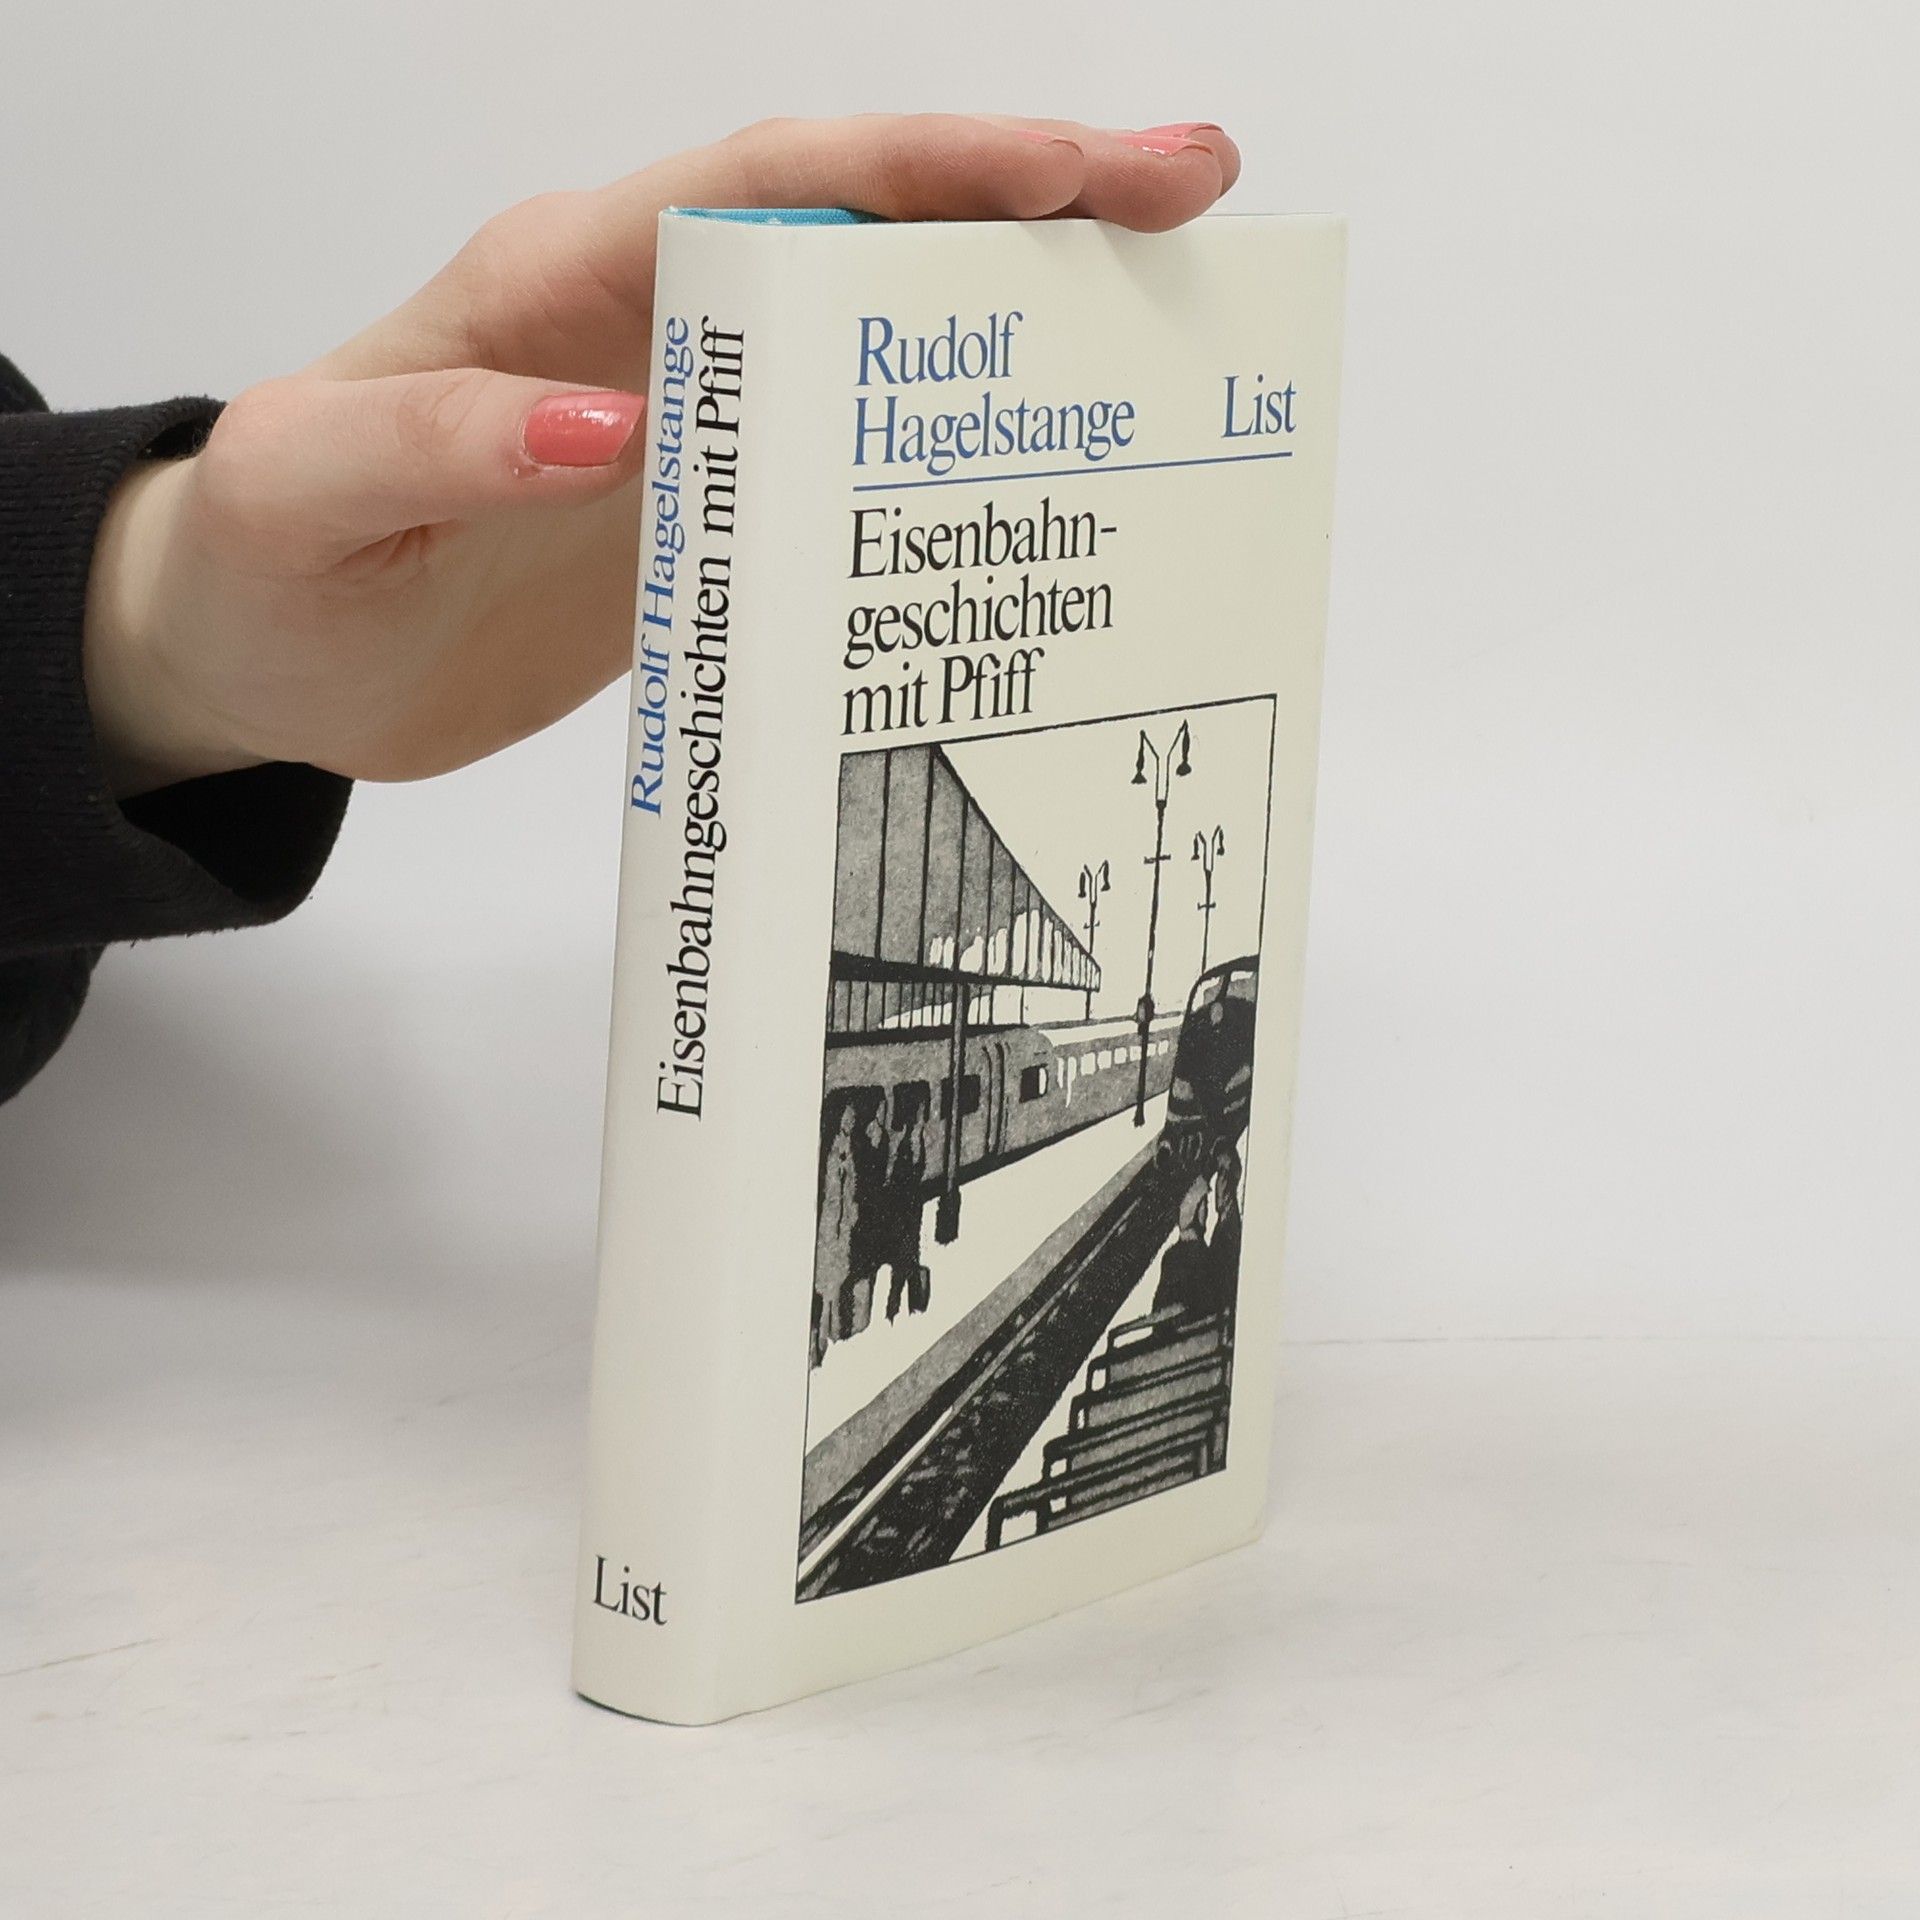 Rudolf Hagelstange
Eisenbahngeschichten mit Pfiff
List
Rudolf
Hagelstange
List
Eisenbahn-
geschichten
mit Pfiff